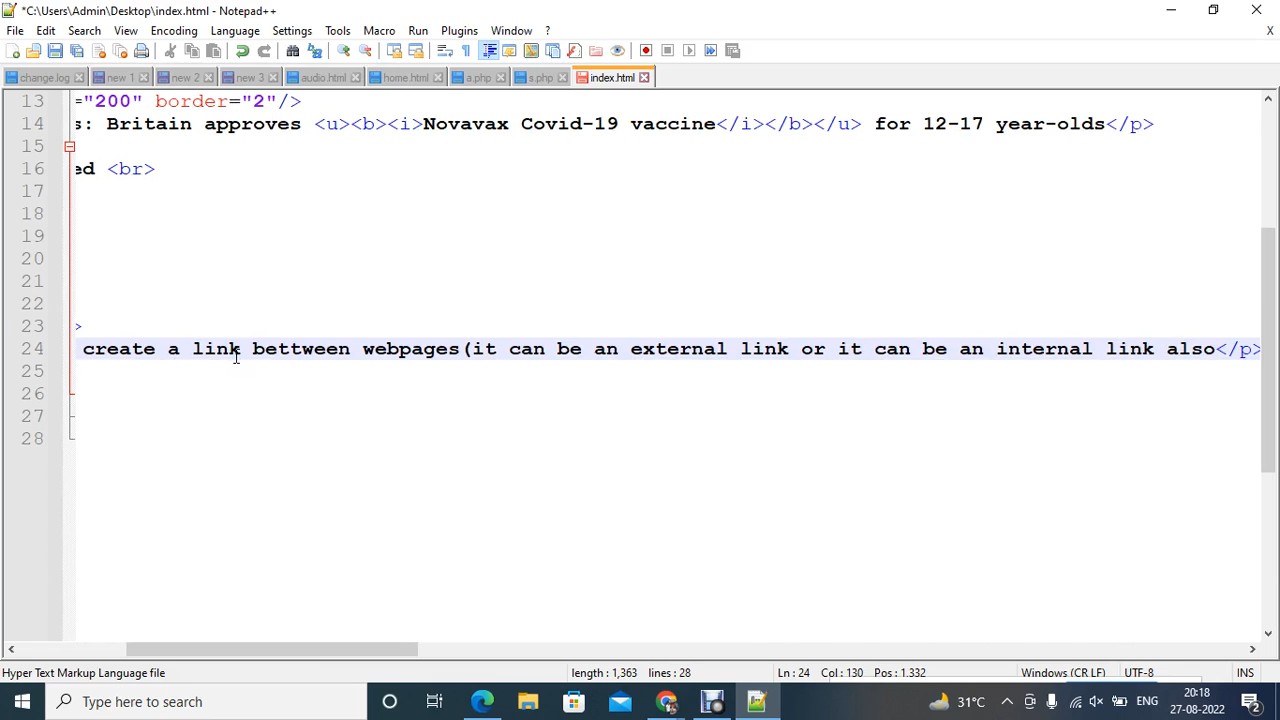 *C:\Users\Admin\Desktop\index.html - Notepad++
File Edit Search View Encoding Language Settings Tools Macro Run Plugins Window ?
X
change.log new 1 new 2 new 3 audio.html home.html a.php s.php index.html
13 ="200" border="2"/>
14 s: Britain approves <u><b><i>Novavax Covid-19 vaccine</i></b></u> for 12-17 year-olds</p>
15
16 ed <br>
17
18
19
20
21
22
23 >
24 create a link bettween webpages(it can be an external link or it can be an internal link also</p>
25
26
27
28
Hyper Text Markup Language file length : 1,363 lines : 28 Ln : 24 Col : 130 Pos : 1,332 Windows (CR LF) UTF-8 INS
Type here to search 31°C ENG 20:18
27-08-2022 2